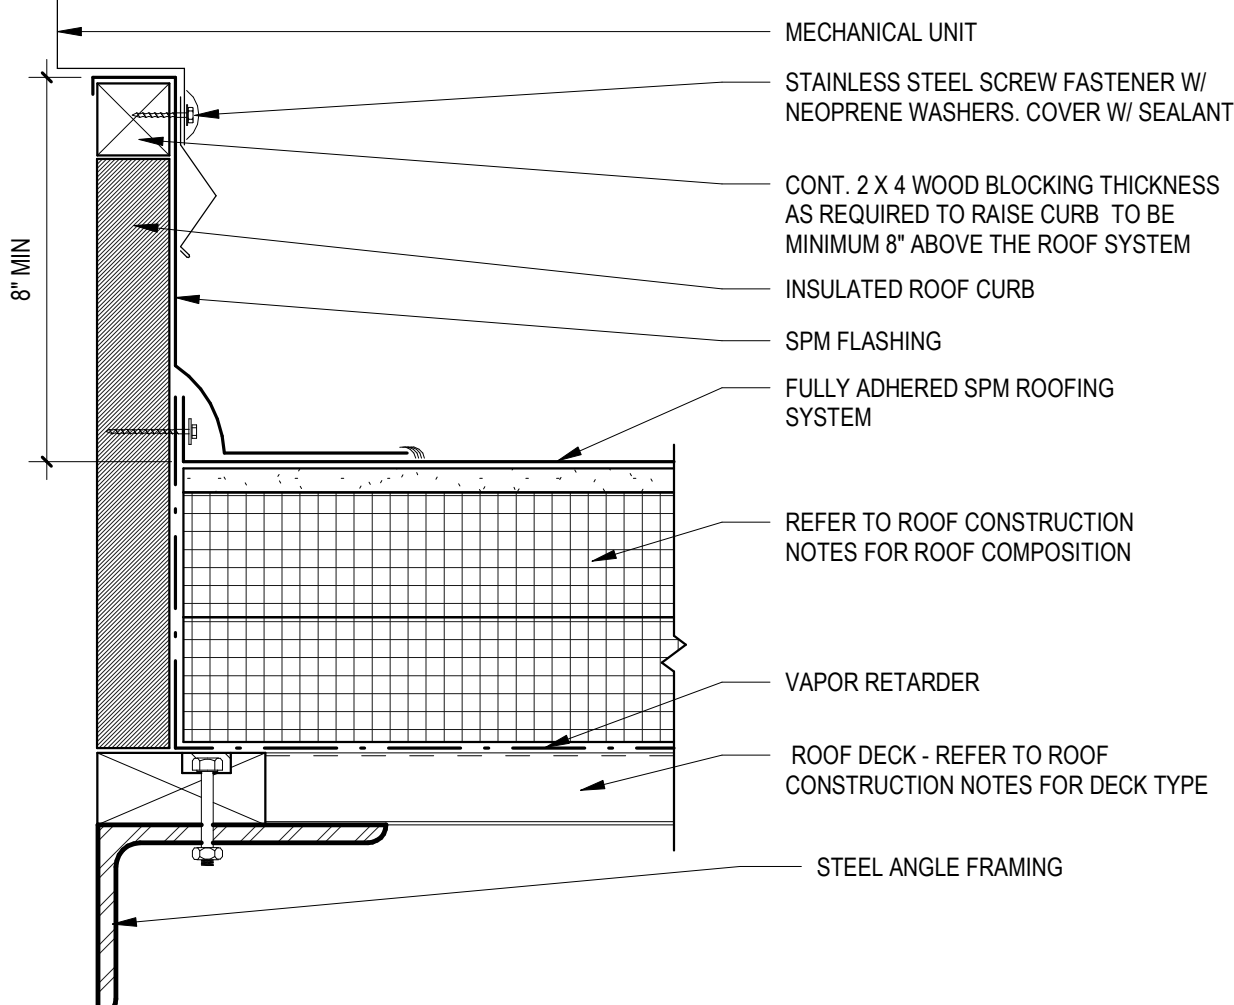 MECHANICAL UNIT
STAINLESS STEEL SCREW FASTENER W/
NEOPRENE WASHERS. COVER W/ SEALANT
CONT. 2 X 4 WOOD BLOCKING THICKNESS
AS REQUIRED TO RAISE CURB TO BE
MINIMUM 8" ABOVE THE ROOF SYSTEM
8" MIN
INSULATED ROOF CURB
SPM FLASHING
FULLY ADHERED SPM ROOFING
SYSTEM
REFER TO ROOF CONSTRUCTION
NOTES FOR ROOF COMPOSITION
VAPOR RETARDER
ROOF DECK - REFER TO ROOF
CONSTRUCTION NOTES FOR DECK TYPE
STEEL ANGLE FRAMING